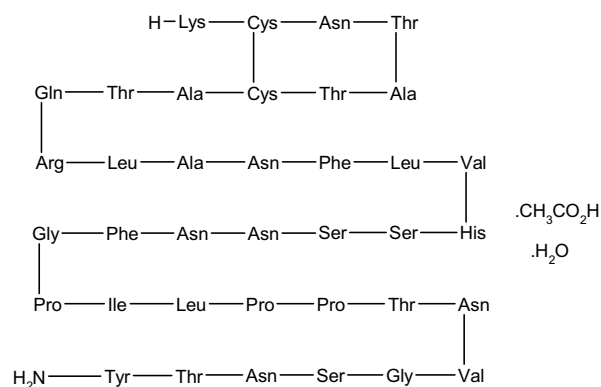 H–Lys Cys Asn Thr
Gln Thr Ala Cys Thr Ala
Arg Leu Ala Asn Phe Leu Val
.CH₃CO₂H
Gly Phe Asn Asn Ser Ser His
.H₂O
Pro Ile Leu Pro Pro Thr Asn
H₂N Tyr Thr Asn Ser Gly Val